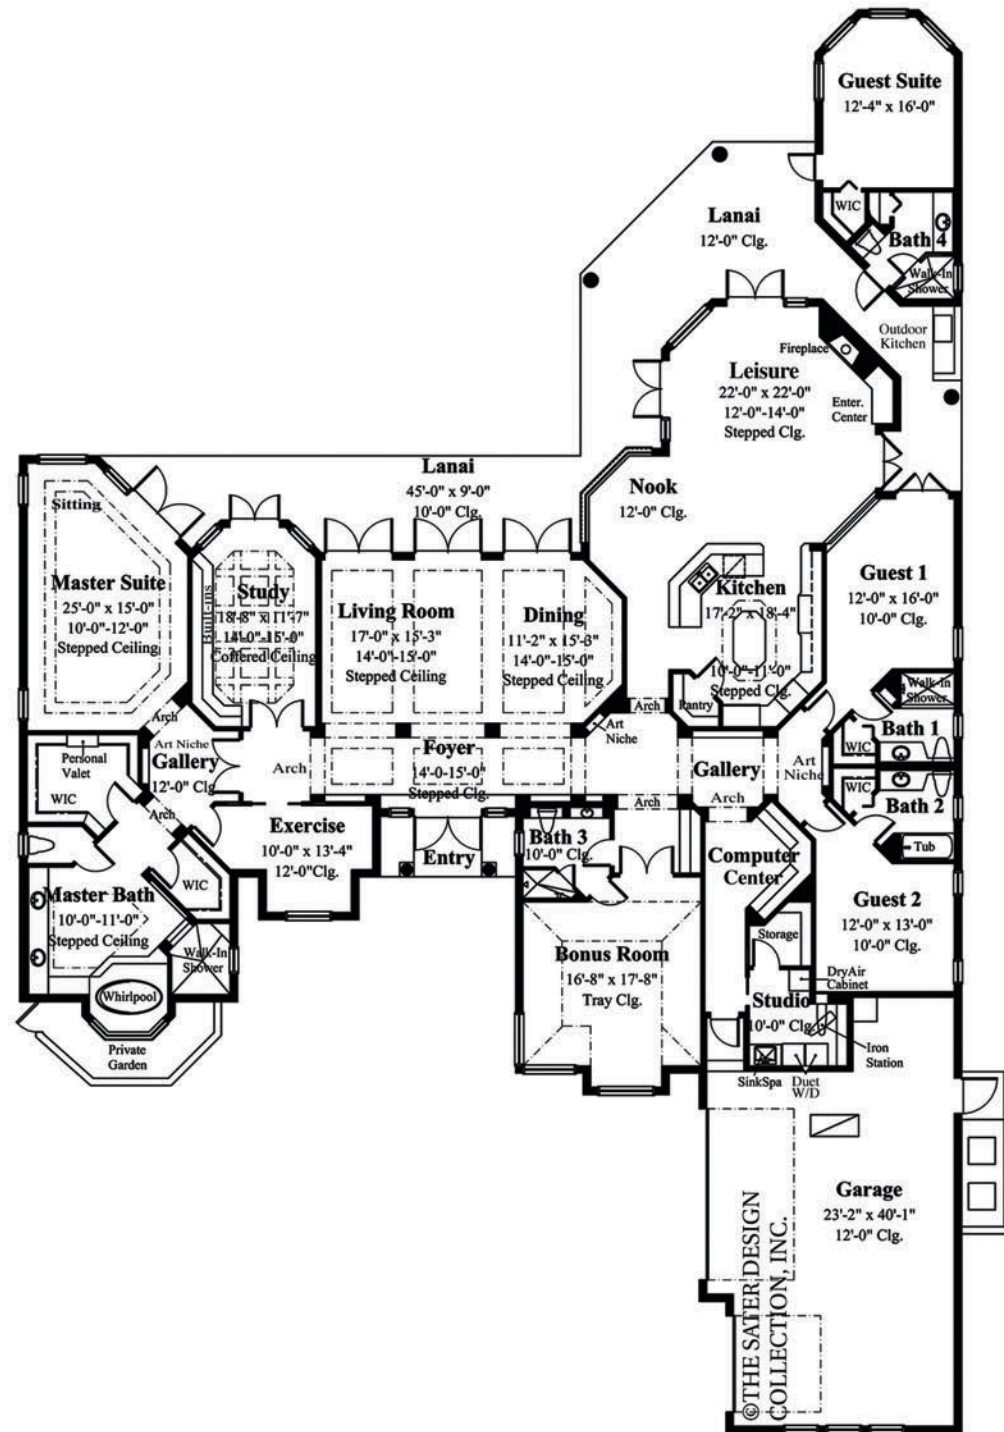 Guest Suite
12'-4" x 16'-0"
WIC
Bath 4
Walk-In
Shower
Lanai
12'-0" Clg.
Outdoor
Kitchen
Fireplace
Leisure
22'-0" x 22'-0"
12'-0"-14'-0"
Stepped Clg.
Enter.
Center
Lanai
45'-0" x 9'-0"
10'-0" Clg.
Nook
12'-0" Clg.
Sitting
Master Suite
25'-0" x 15'-0"
10'-0"-12'-0"
Stepped Ceiling
Built-ins
Study
18'-8" x 11'-7"
14'-0"-15'-0"
Coffered Ceiling
Living Room
17'-0" x 15'-3"
14'-0"-15'-0"
Stepped Ceiling
Dining
11'-2" x 15'-3"
14'-0"-15'-0"
Stepped Ceiling
Kitchen
17'-2" x 18'-4"
10'-0"-11'-0"
Stepped Clg.
Pantry
Guest 1
12'-0" x 16'-0"
10'-0" Clg.
Walk-In
Shower
Bath 1
WIC
Arch
Art Niche
Gallery
12'-0" Clg
Arch
Personal
Valet
WIC
Arch
Foyer
14'-0-15'-0"
Stepped Clg.
Art
Niche
Arch
Arch
Gallery
Arch
Art
Niche
WIC
Bath 2
Tub
Exercise
10'-0" x 13'-4"
12'-0"Clg.
Entry
Bath 3
10'-0" Clg.
Computer
Center
Guest 2
12'-0" x 13'-0"
10'-0" Clg.
WIC
Master Bath
10'-0"-11'-0"
Stepped Ceiling
Walk-In
Shower
Whirlpool
Private
Garden
Bonus Room
16'-8" x 17'-8"
Tray Clg.
Storage
DryAir
Cabinet
Studio
10'-0" Clg.
Iron
Station
SinkSpa
Duet
W/D
Garage
23'-2" x 40'-1"
12'-0" Clg.
©THE SATER DESIGN
COLLECTION, INC.